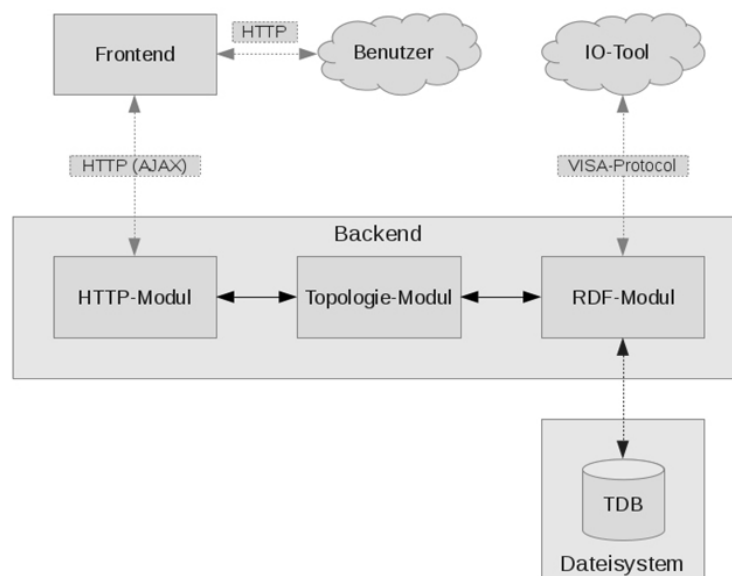 Frontend
HTTP
Benutzer
IO-Tool
HTTP (AJAX)
VISA-Protocol
Backend
HTTP-Modul
Topologie-Modul
RDF-Modul
TDB
Dateisystem